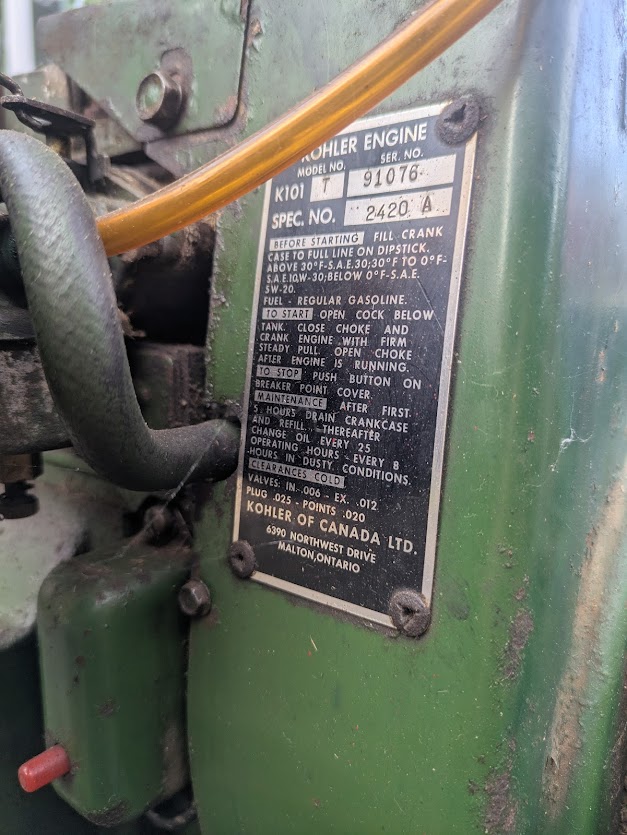 KOHLER ENGINE
MODEL NO. SER. NO.
K101 T 91076
SPEC. NO. 2420 A
BEFORE STARTING FILL CRANK
CASE TO FULL LINE ON DIPSTICK.
ABOVE 30°F-S.A.E.30;30°F TO 0°F-
S.A.E.10W-30;BELOW 0°F-S.A.E.
5W-20.
FUEL - REGULAR GASOLINE.
TO START OPEN COCK BELOW
TANK. CLOSE CHOKE AND
CRANK ENGINE WITH FIRM
STEADY PULL. OPEN CHOKE
AFTER ENGINE IS RUNNING.
TO STOP PUSH BUTTON ON
BREAKER POINT COVER.
MAINTENANCE AFTER FIRST
5 HOURS DRAIN CRANKCASE
AND REFILL. THEREAFTER
CHANGE OIL EVERY 25
OPERATING HOURS - EVERY 8
HOURS IN DUSTY CONDITIONS.
CLEARANCES COLD
VALVES: IN. .006 - EX. .012
PLUG .025 - POINTS .020
KOHLER OF CANADA LTD.
6390 NORTHWEST DRIVE
MALTON, ONTARIO